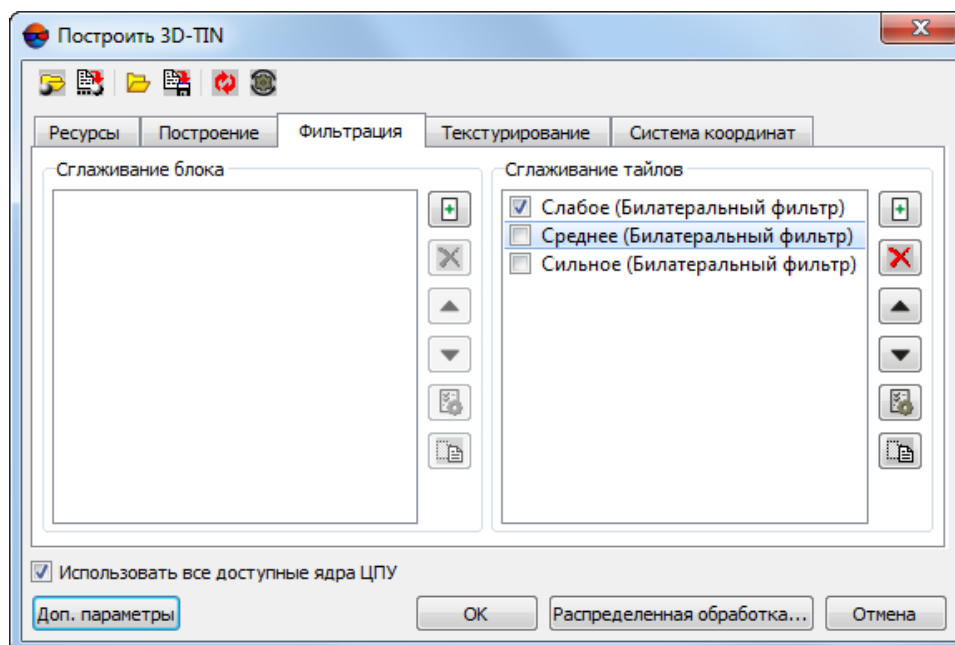 Построить 3D-TIN
Ресурсы Построение Фильтрация Текстурирование Система координат
Сглаживание блока Сглаживание тайлов
Слабое (Билатеральный фильтр)
Среднее (Билатеральный фильтр)
Сильное (Билатеральный фильтр)
Использовать все доступные ядра ЦПУ
Доп. параметры ОК Распределенная обработка... Отмена